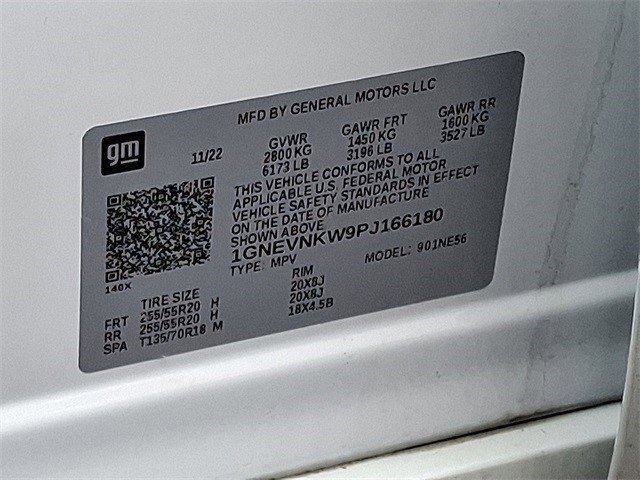 MFD BY GENERAL MOTORS LLC
gm
11/22
GVWR GAWR FRT GAWR RR
2800 KG 1450 KG 1600 KG
6173 LB 3196 LB 3527 LB
THIS VEHICLE CONFORMS TO ALL
APPLICABLE U.S. FEDERAL MOTOR
VEHICLE SAFETY STANDARDS IN EFFECT
ON THE DATE OF MANUFACTURE
SHOWN ABOVE
1GNEVNKW9PJ166180
TYPE: MPV MODEL: 901NE56
140X
TIRE SIZE RIM
FRT 255/55R20 H 20X8J
RR 255/55R20 H 20X8J
SPA T135/70R18 M 18X4.5B